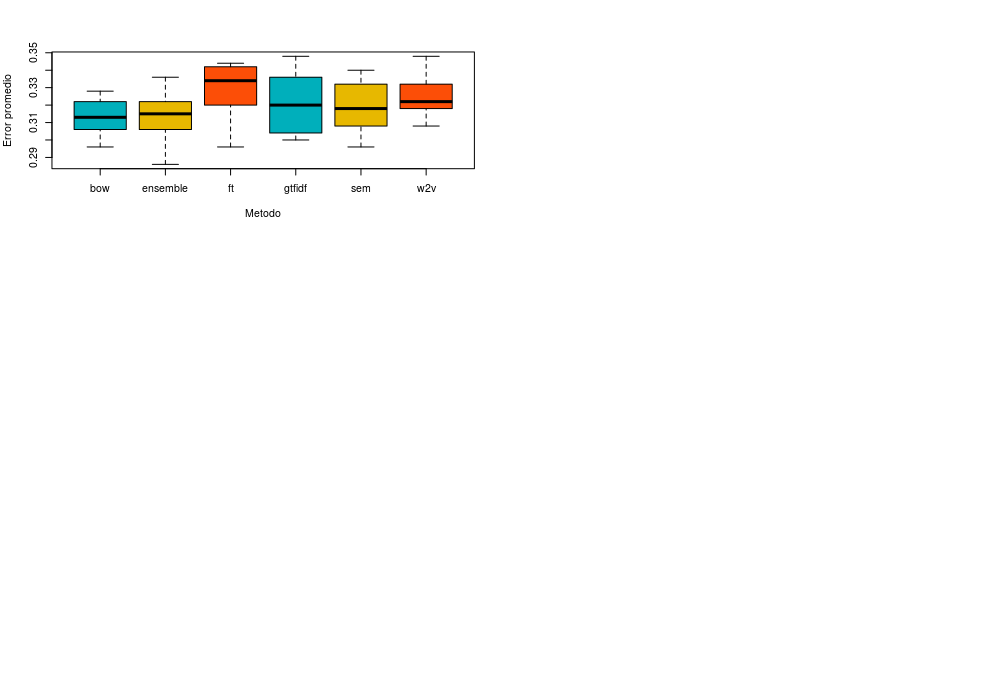 Error promedio
0.35
0.33
0.31
0.29
bow ensemble ft gtfidf sem w2v
Metodo